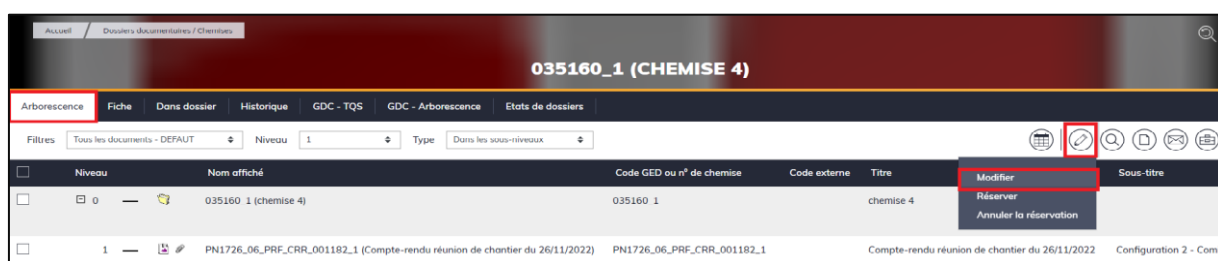 Accueil / Dossiers documentaires / Chemises
035160_1 (CHEMISE 4)
Arborescence Fiche Dans dossier Historique GDC - TQS GDC - Arborescence Etats de dossiers
Filtres Tous les documents - DEFAUT Niveau 1 Type Dans les sous-niveaux
Niveau Nom affiché Code GED ou n° de chemise Code externe Titre Sous-titre
Modifier
Réserver
Annuler la réservation
0 035160_1 (chemise 4) 035160_1 chemise 4
1 PN1726_06_PRF_CRR_001182_1 (Compte-rendu réunion de chantier du 26/11/2022) PN1726_06_PRF_CRR_001182_1 Compte-rendu réunion de chantier du 26/11/2022 Configuration 2 - Com